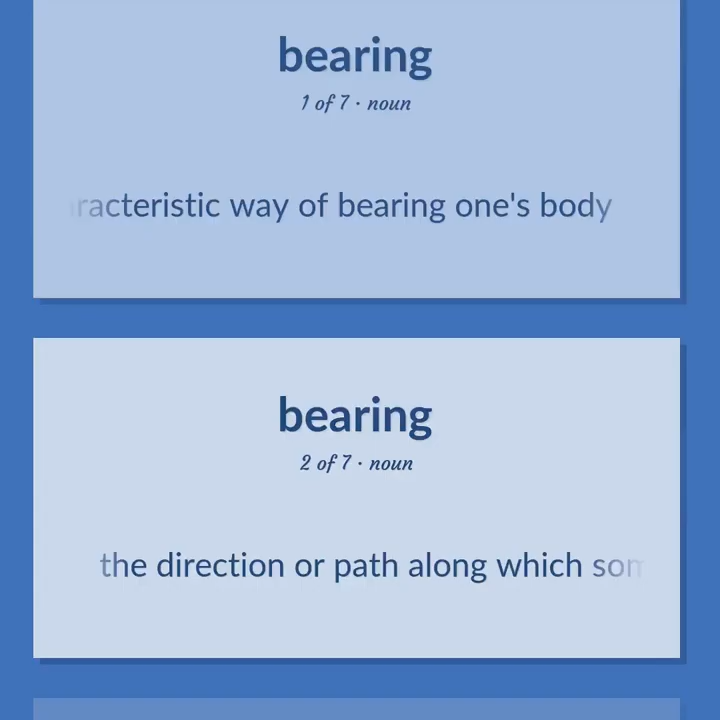 bearing
1 of 7 · noun
racteristic way of bearing one's body
bearing
2 of 7 · noun
the direction or path along which som